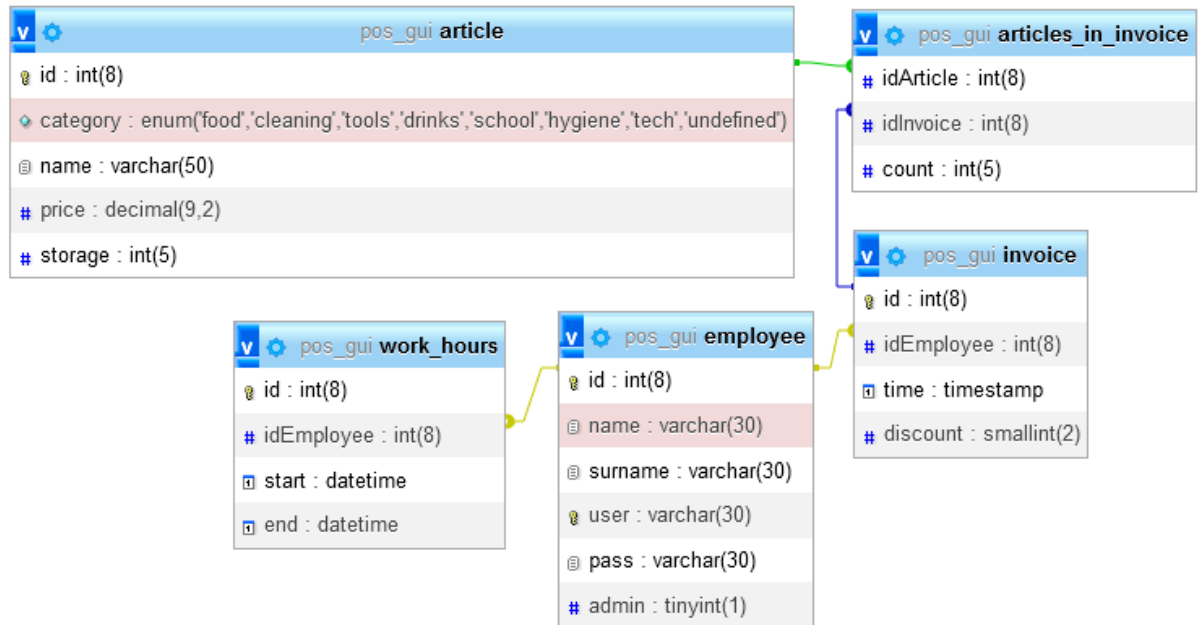 pos_gui article
id : int(8)
category : enum('food','cleaning','tools','drinks','school','hygiene','tech','undefined')
name : varchar(50)
price : decimal(9,2)
storage : int(5)
pos_gui articles_in_invoice
idArticle : int(8)
idInvoice : int(8)
count : int(5)
pos_gui invoice
id : int(8)
idEmployee : int(8)
time : timestamp
discount : smallint(2)
pos_gui work_hours
id : int(8)
idEmployee : int(8)
start : datetime
end : datetime
pos_gui employee
id : int(8)
name : varchar(30)
surname : varchar(30)
user : varchar(30)
pass : varchar(30)
admin : tinyint(1)